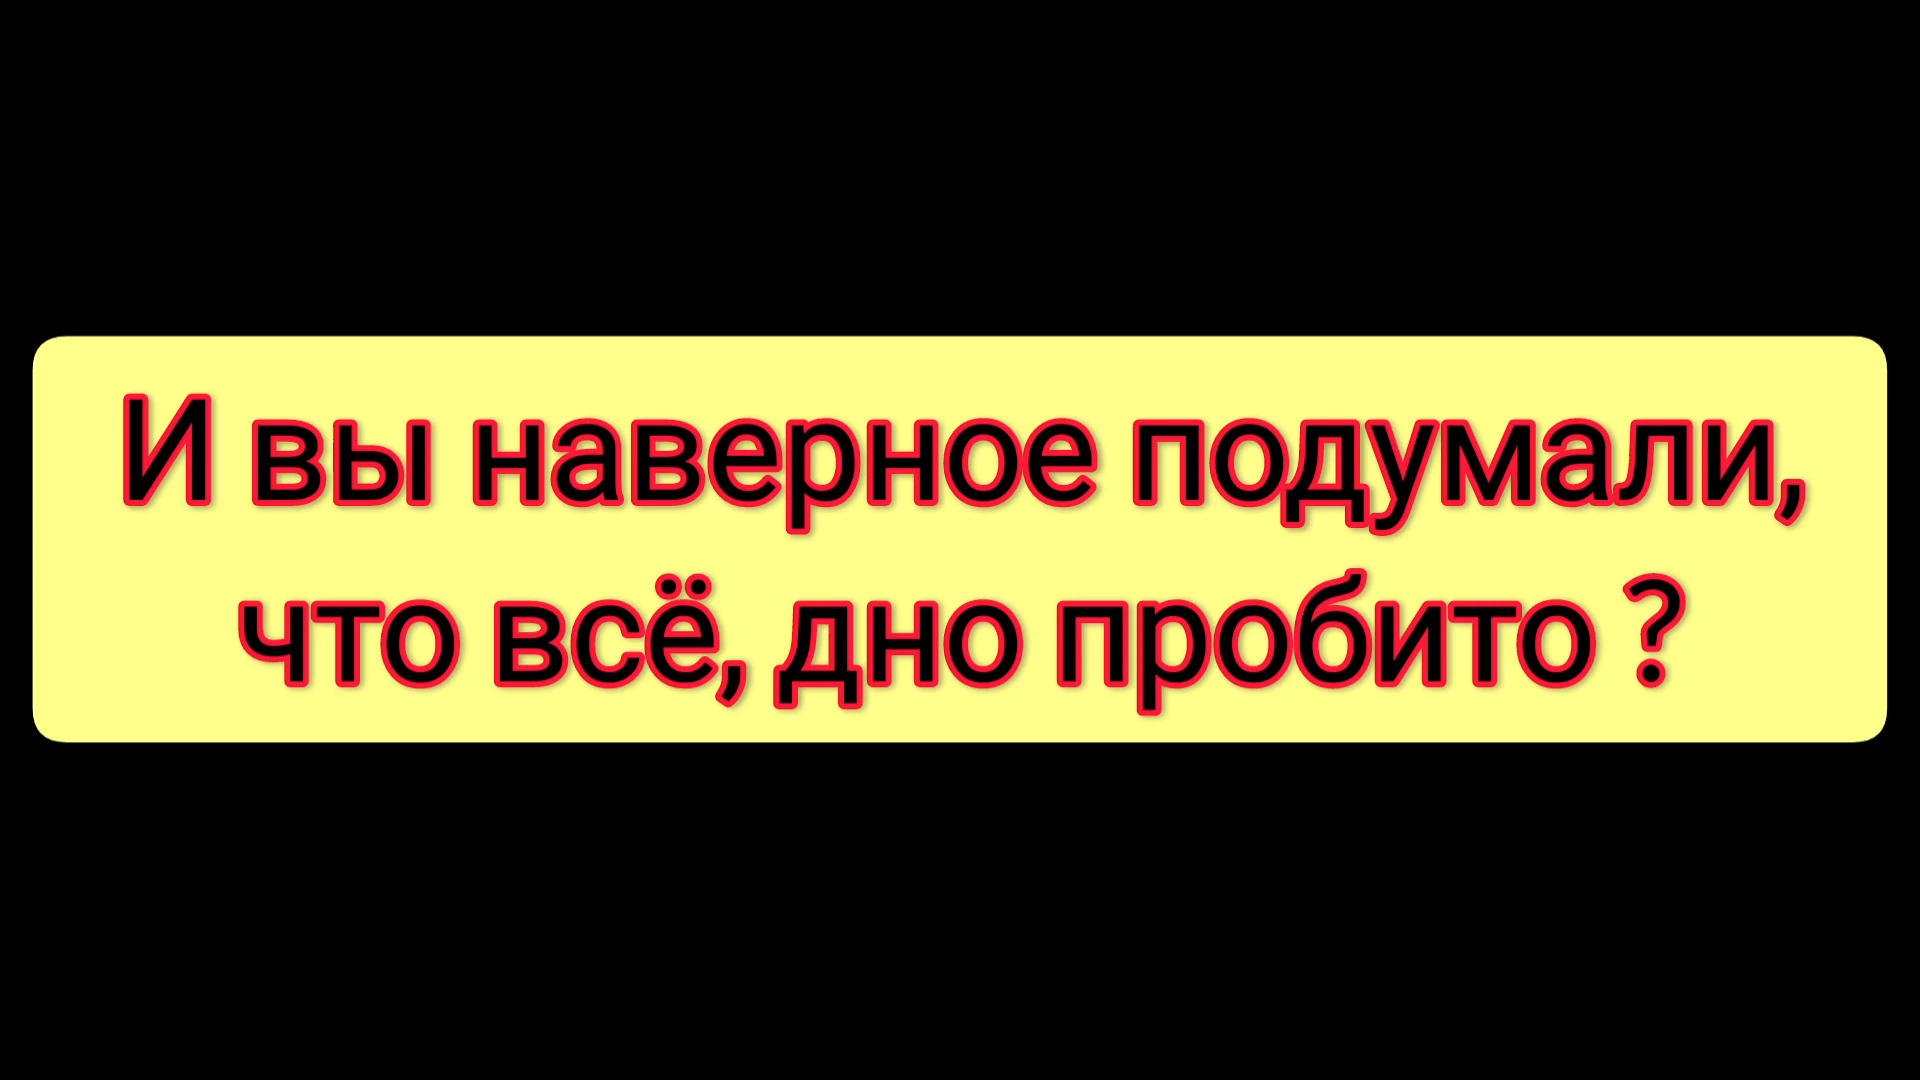 И вы наверное подумали,
что всё, дно пробито ?